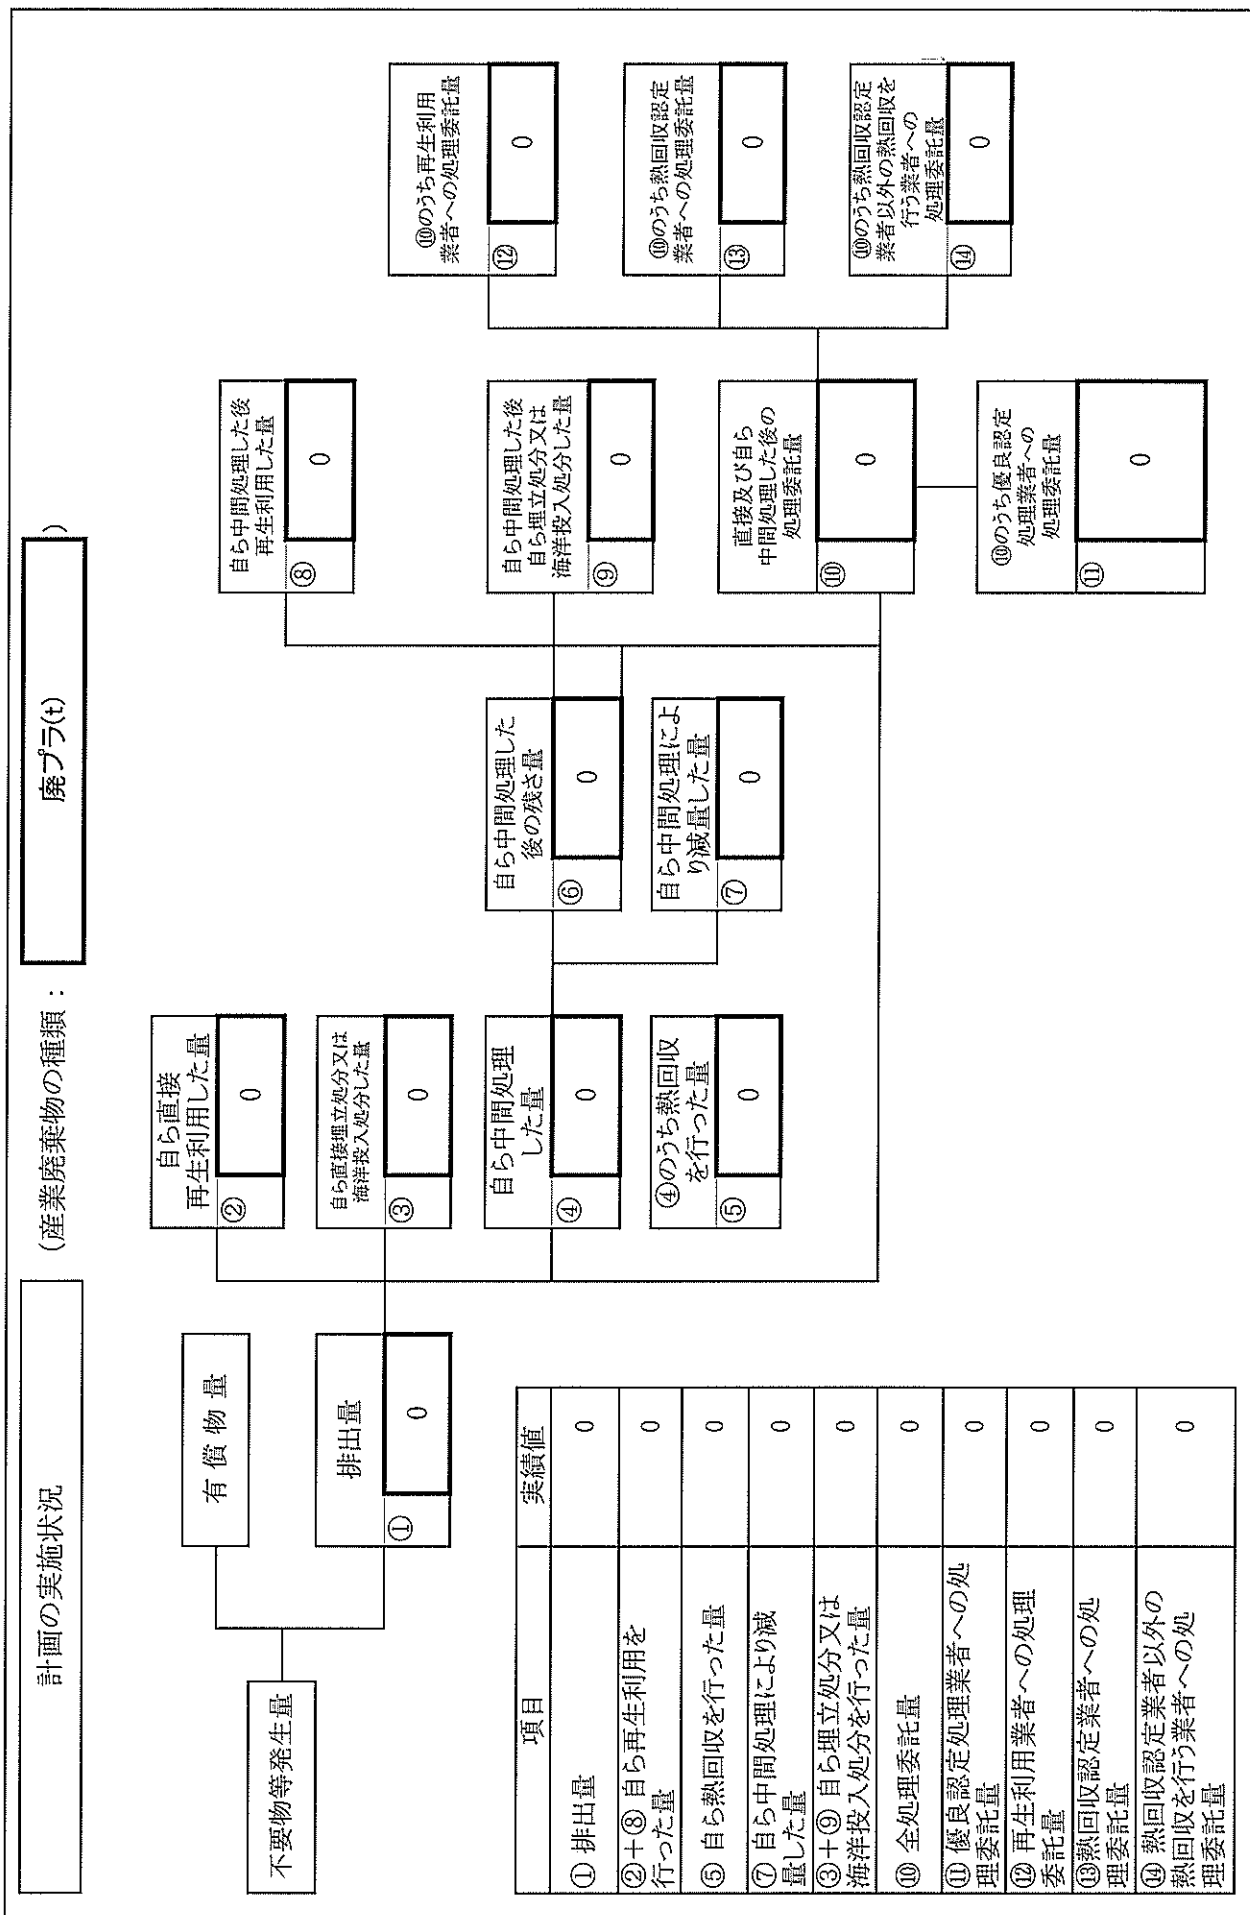 計画の実施状況
(産業廃棄物の種類：
廃プラ(t)
)
不要物等発生量
有 償 物 量
排出量
①
0
自ら直接
再生利用した量
②
0
自ら直接埋立処分又は
海洋投入処分した量
③
0
自ら中間処理
した量
④
0
④のうち熱回収
を行った量
⑤
0
自ら中間処理した
後の残さ量
⑥
0
自ら中間処理によ
り減量した量
⑦
0
自ら中間処理した後
再生利用した量
⑧
0
自ら中間処理した後
自ら埋立処分又は
海洋投入処分した量
⑨
0
直接及び自ら
中間処理した後の
処理委託量
⑩
0
⑩のうち優良認定
処理業者への
処理委託量
⑪
0
⑩のうち再生利用
業者への処理委託量
⑫
0
⑩のうち熱回収認定
業者への処理委託量
⑬
0
⑩のうち熱回収認定
業者以外の熱回収を
行う業者への
処理委託量
⑭
0
項目
実績値
① 排出量
0
②＋⑧ 自ら再生利用を
行った量
0
⑤ 自ら熱回収を行った量
0
⑦ 自ら中間処理により減
量した量
0
③＋⑨ 自ら埋立処分又は
海洋投入処分を行った量
0
⑩ 全処理委託量
0
⑪ 優良認定処理業者への処
理委託量
0
⑫ 再生利用業者への処理
委託量
0
⑬熱回収認定業者への処
理委託量
0
⑭ 熱回収認定業者以外の
熱回収を行う業者への処
理委託量
0